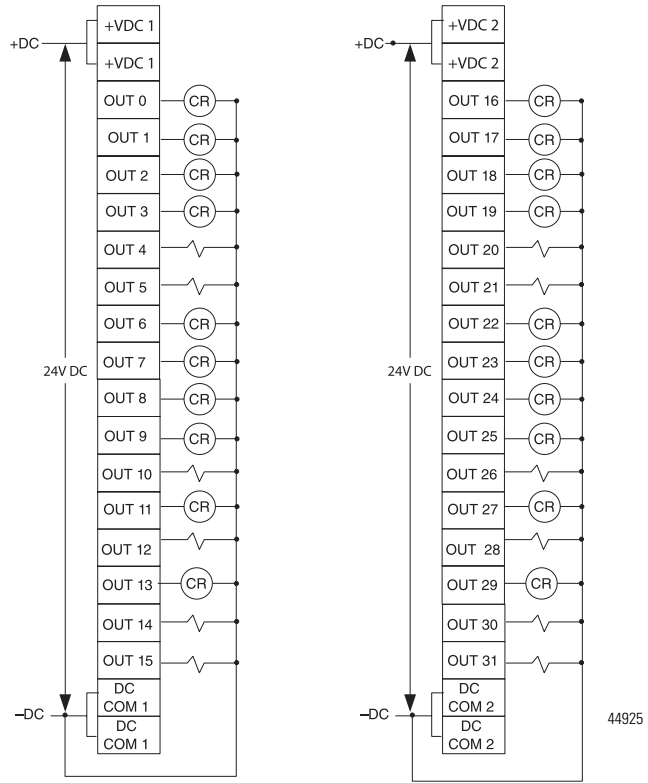 +VDC 1
+DC
+VDC 1
OUT 0 CR
OUT 1 CR
OUT 2 CR
OUT 3 CR
OUT 4
OUT 5
OUT 6 CR
OUT 7 CR
24V DC
OUT 8 CR
OUT 9 CR
OUT 10
OUT 11 CR
OUT 12
OUT 13 CR
OUT 14
OUT 15
DC
COM 1
–DC
DC
COM 1
+VDC 2
+DC
+VDC 2
OUT 16 CR
OUT 17 CR
OUT 18 CR
OUT 19 CR
OUT 20
OUT 21
OUT 22 CR
OUT 23 CR
24V DC
OUT 24 CR
OUT 25 CR
OUT 26
OUT 27 CR
OUT 28
OUT 29 CR
OUT 30
OUT 31
DC
COM 2
–DC
DC
COM 2
44925